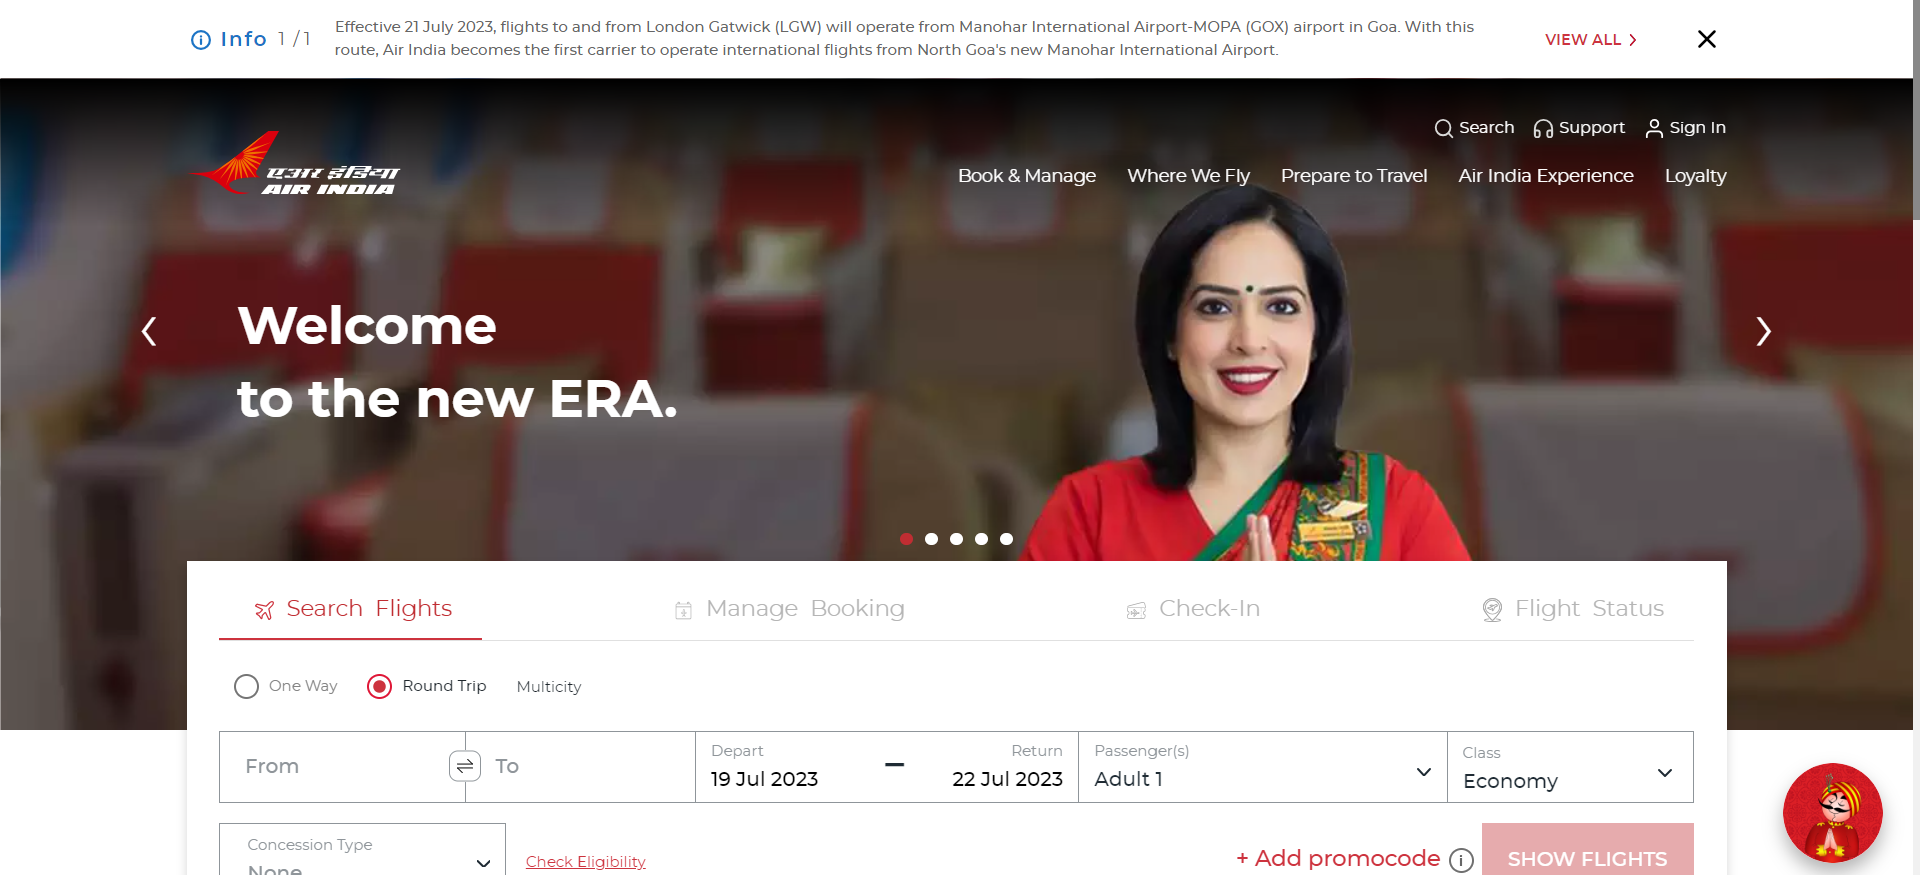 Info 1 / 1
Effective 21 July 2023, flights to and from London Gatwick (LGW) will operate from Manohar International Airport-MOPA (GOX) airport in Goa. With this
route, Air India becomes the first carrier to operate international flights from North Goa's new Manohar International Airport.
VIEW ALL
Search Support Sign In
एअर इंडिया
AIR INDIA
Book & Manage Where We Fly Prepare to Travel Air India Experience Loyalty
Welcome
to the new ERA.
Search Flights Manage Booking Check-In Flight Status
One Way Round Trip Multicity
From To
Depart Return
19 Jul 2023 22 Jul 2023
Passenger(s)
Adult 1
Class
Economy
Concession Type
None
Check Eligibility
+ Add promocode
SHOW FLIGHTS